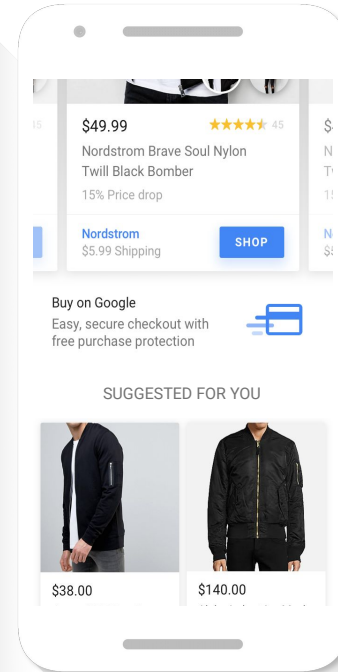 45
$49.99
45
$
Nordstrom Brave Soul Nylon
N
Twill Black Bomber
15% Price drop
Nordstrom
$5.99 Shipping
SHOP
Buy on Google
Easy, secure checkout with
free purchase protection
SUGGESTED FOR YOU
$38.00
$140.00